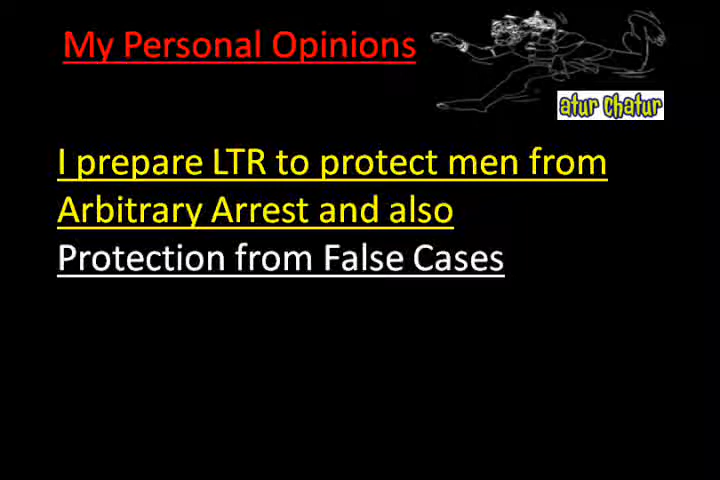 My Personal Opinions
atur chatur
I prepare LTR to protect men from
Arbitrary Arrest and also
Protection from False Cases